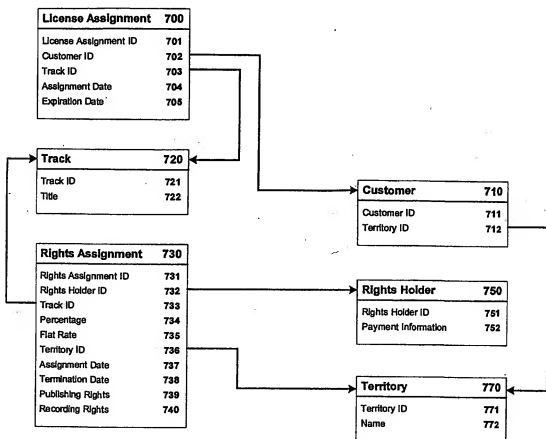 License Assignment 700
License Assignment ID 701
Customer ID 702
Track ID 703
Assignment Date 704
Expiration Date 705
Track 720
Track ID 721
Title 722
Customer 710
Customer ID 711
Territory ID 712
Rights Assignment 730
Rights Assignment ID 731
Rights Holder ID 732
Track ID 733
Percentage 734
Flat Rate 735
Territory ID 736
Assignment Date 737
Termination Date 738
Publishing Rights 739
Recording Rights 740
Rights Holder 750
Rights Holder ID 751
Payment Information 752
Territory 770
Territory ID 771
Name 772